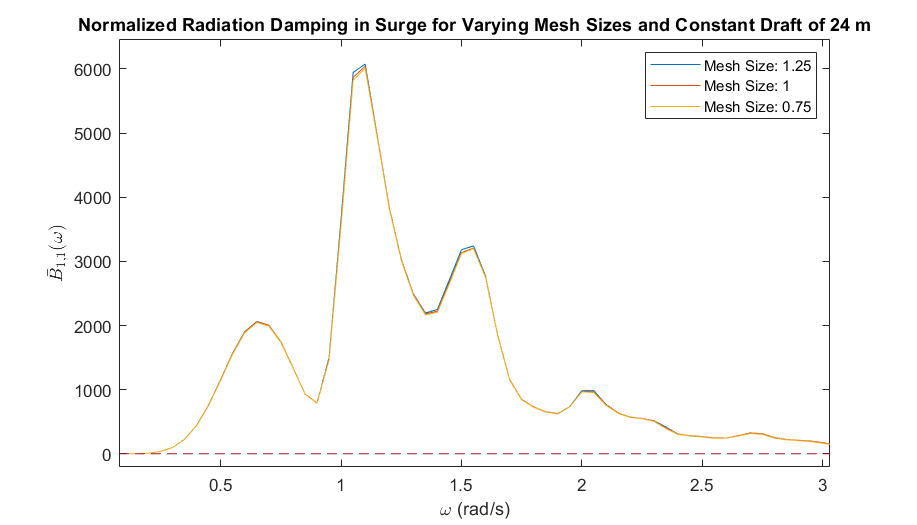 Normalized Radiation Damping in Surge for Varying Mesh Sizes and Constant Draft of 24 m
Mesh Size: 1.25
Mesh Size: 1
Mesh Size: 0.75
6000
5000
4000
3000
2000
1000
0
B̄₁,₁(ω)
0.5
1
1.5
2
2.5
3
ω (rad/s)